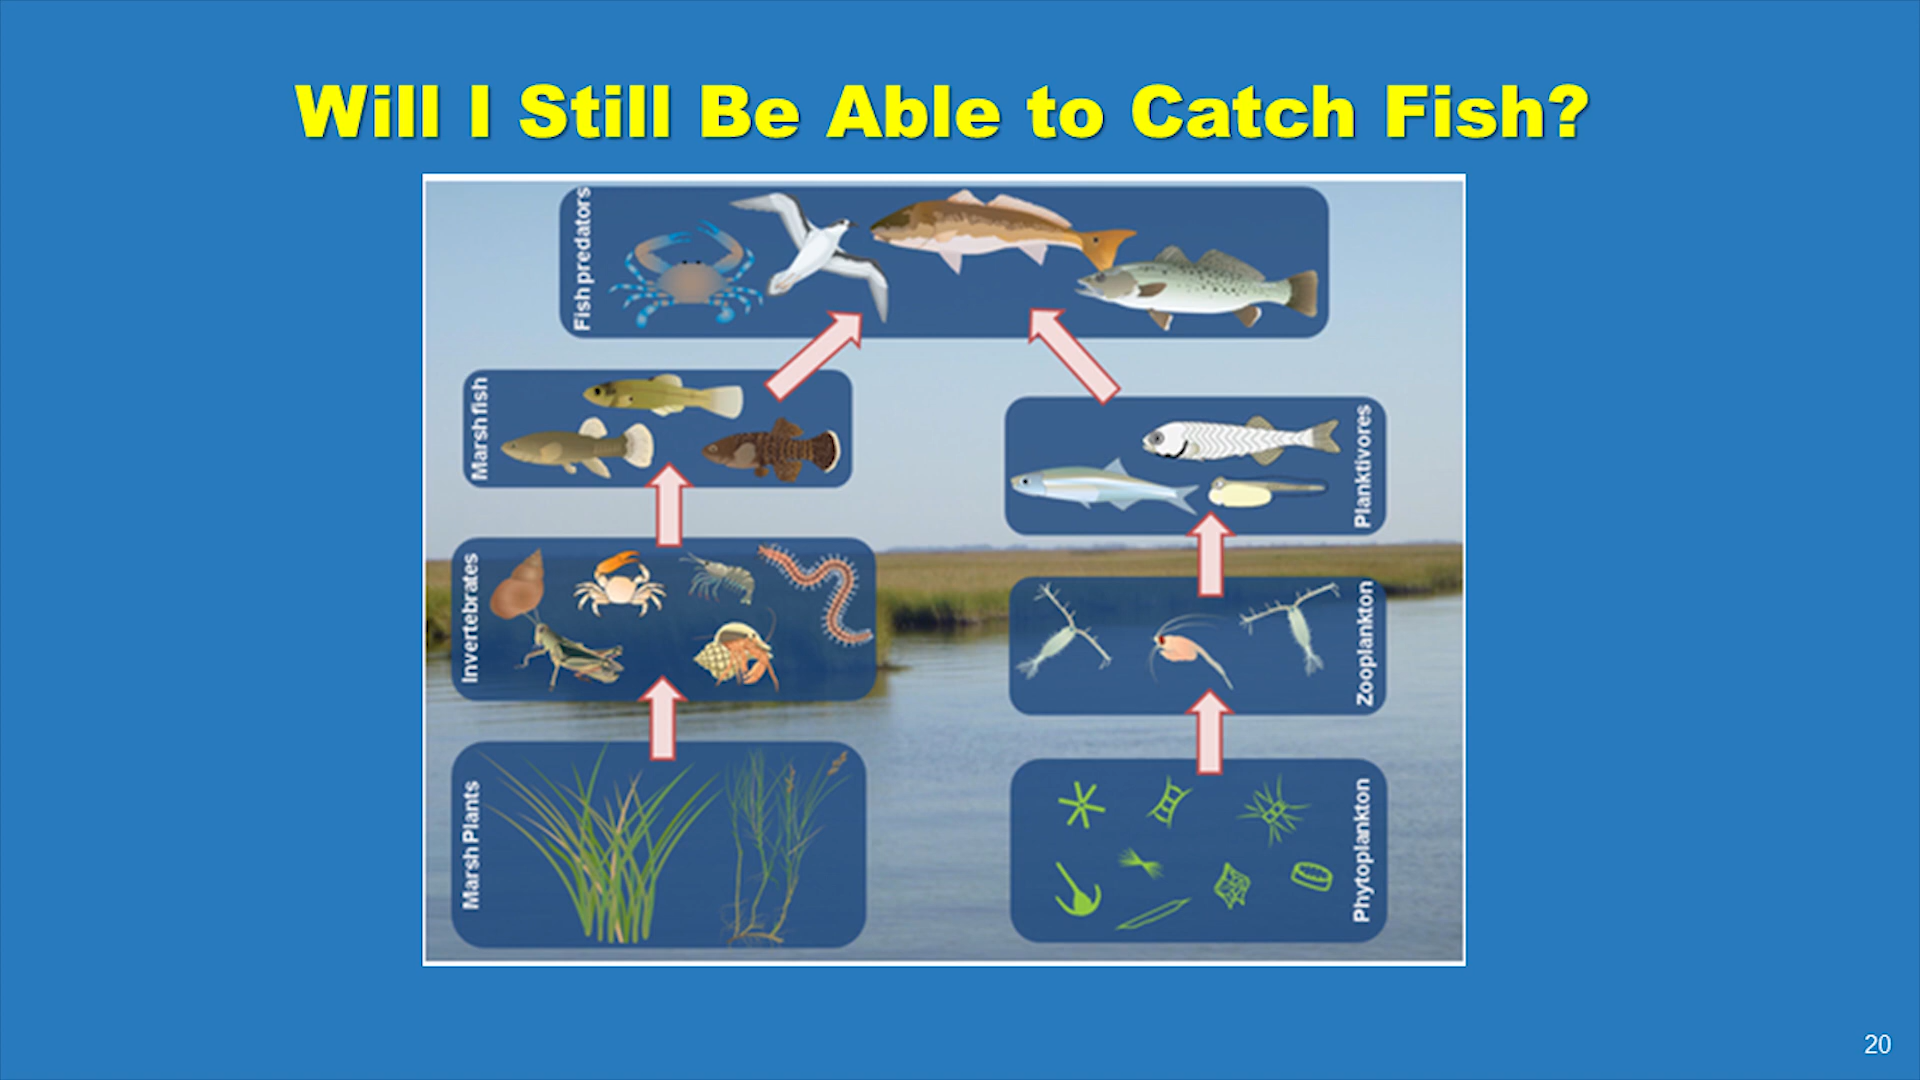 Will I Still Be Able to Catch Fish?
Fish predators
Marsh fish
Planktivores
Invertebrates
Zooplankton
Marsh Plants
Phytoplankton
20